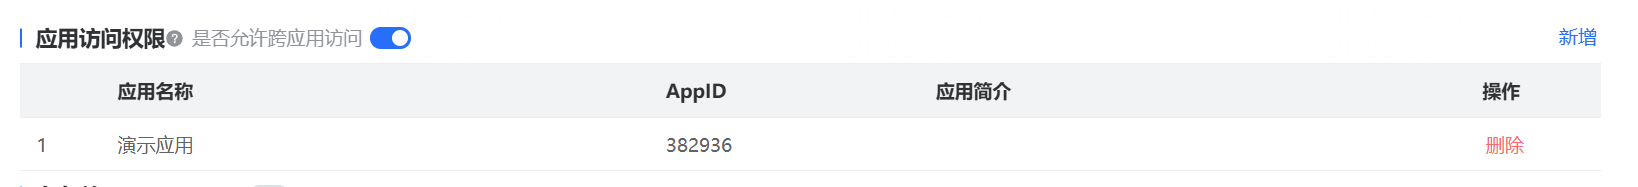 应用访问权限 ? 是否允许跨应用访问 新增
应用名称 AppID 应用简介 操作
1 演示应用 382936 删除